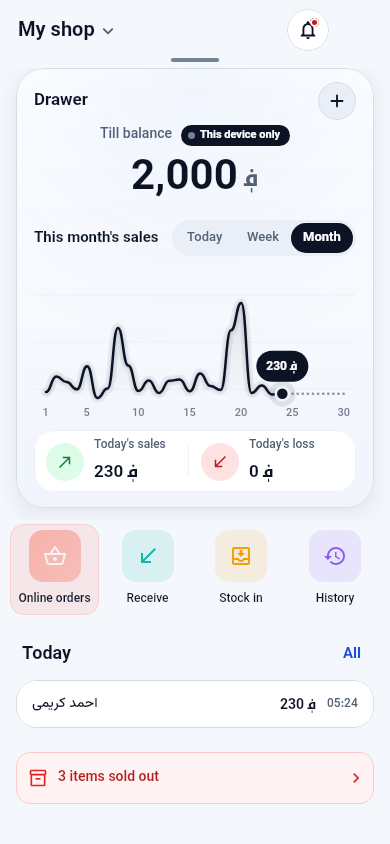 My shop
Drawer
Till balance
This device only
2,000 ؋
This month's sales
Today Week Month
230 ؋
1 5 10 15 20 25 30
Today's sales
230 ؋
Today's loss
0 ؋
Online orders
Receive
Stock in
History
Today
All
احمد کریمی
230 ؋
05:24
3 items sold out